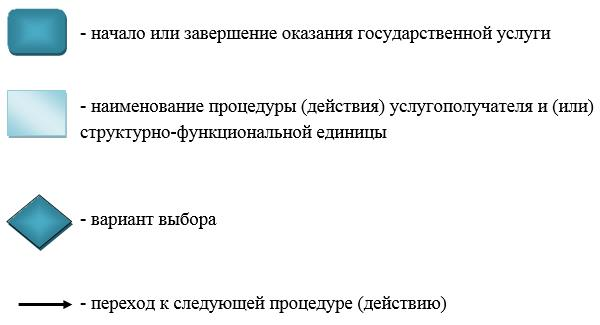 - начало или завершение оказания государственной услуги
- наименование процедуры (действия) услугополучателя и (или)
структурно-функциональной единицы
- вариант выбора
- переход к следующей процедуре (действию)